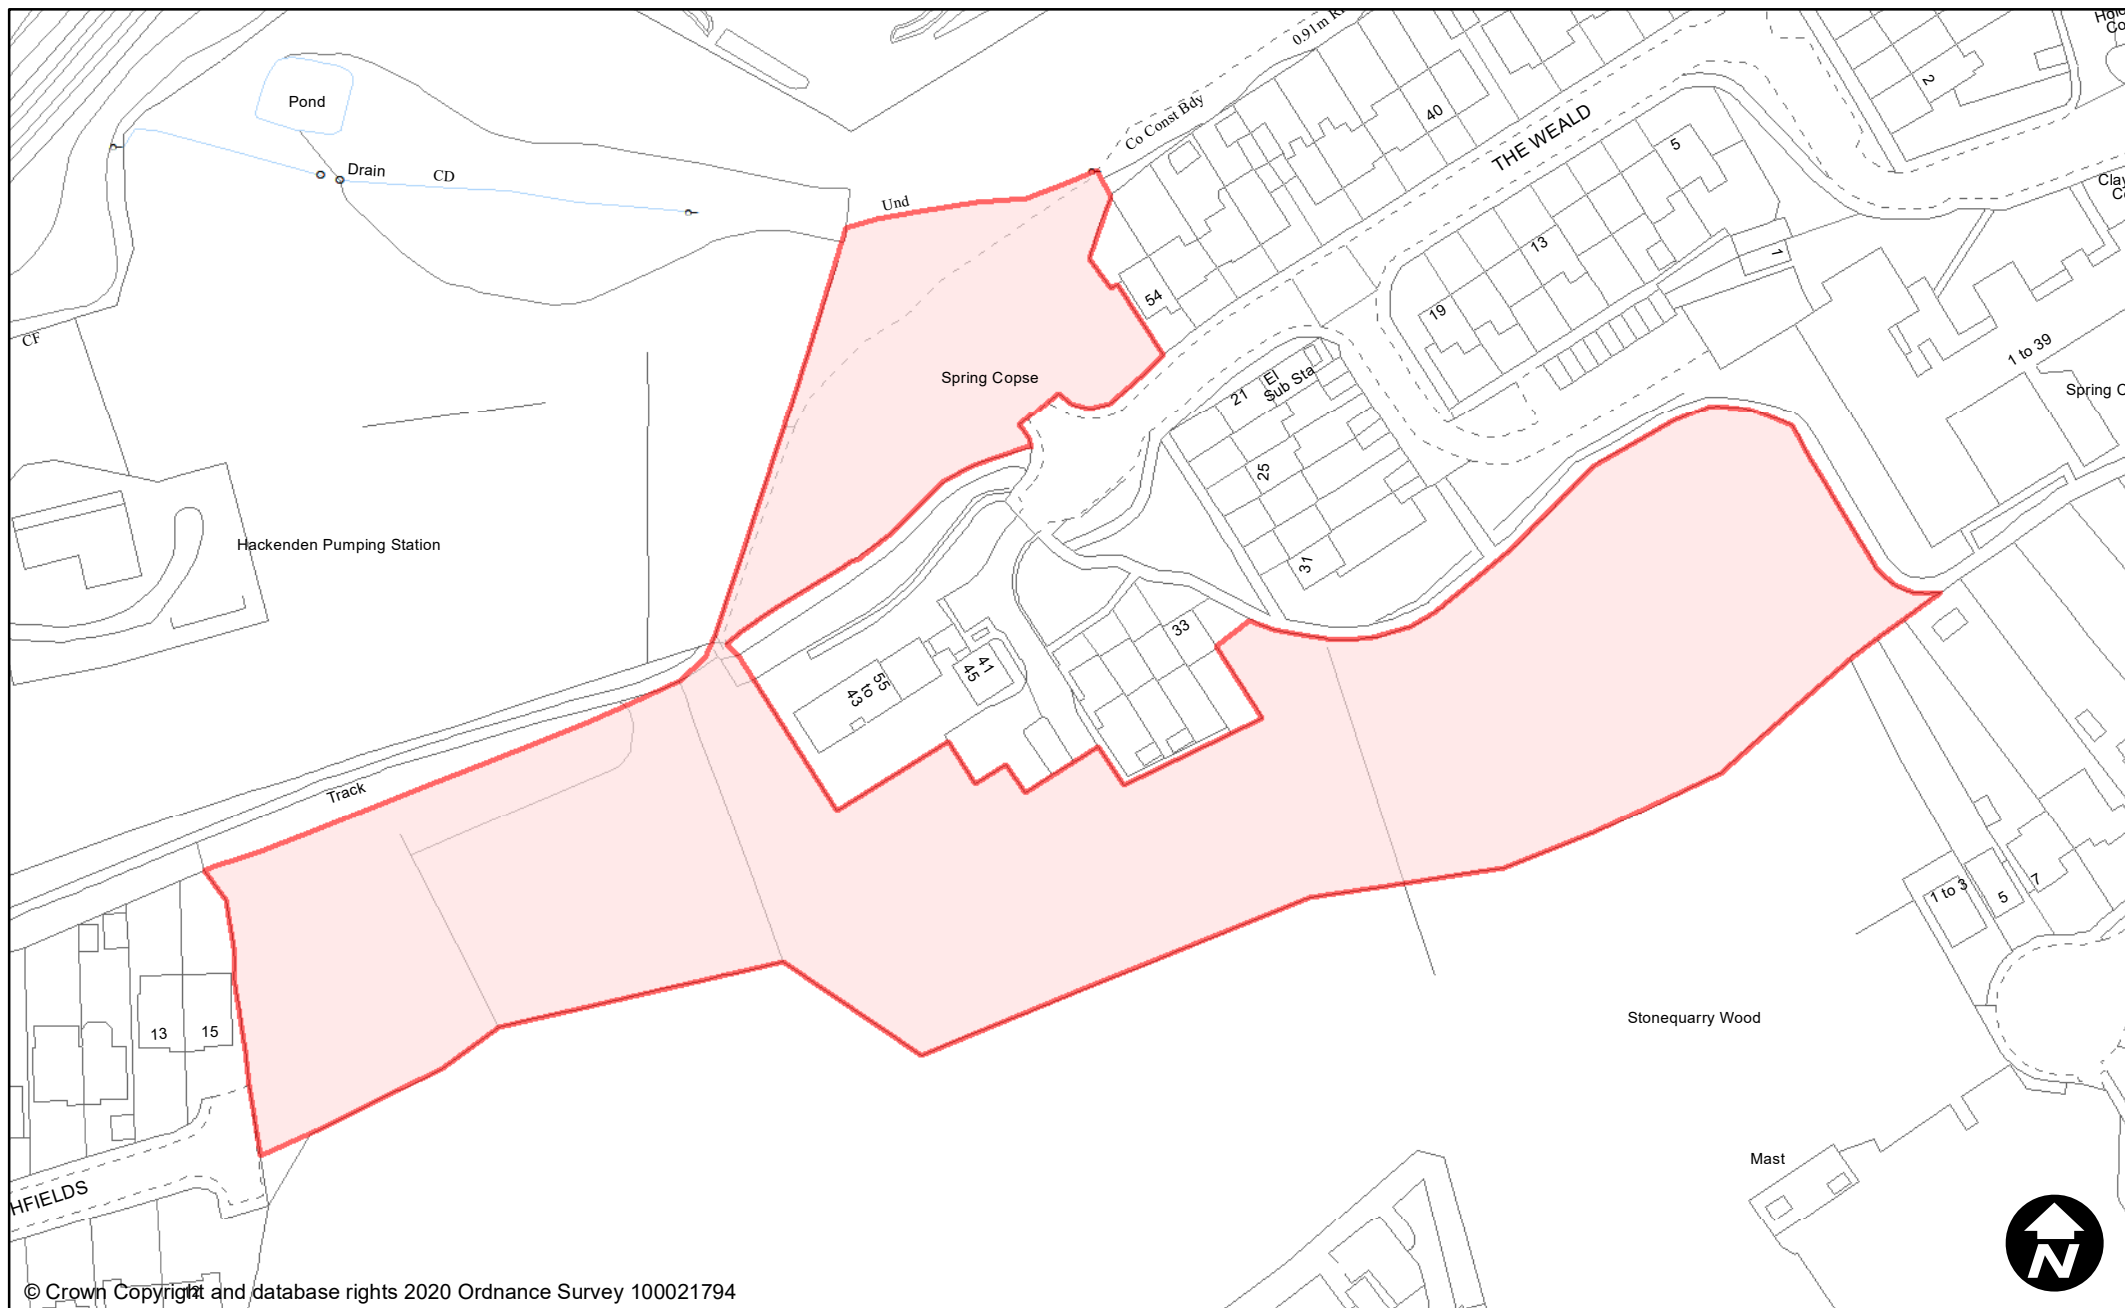 0.91m
2
Pond
Co Const Bdy
40
THE WEALD
5
Drain
CD
Und
13
1
54
19
CF
1 to 39
Spring Copse
21
El
Sub Sta
25
Hackenden Pumping Station
31
33
41
45
43
to
55
Track
1 to 3
5
7
13
15
Stonequarry Wood
Mast
HFIELDS
N
© Crown Copyright and database rights 2020 Ordnance Survey 100021794